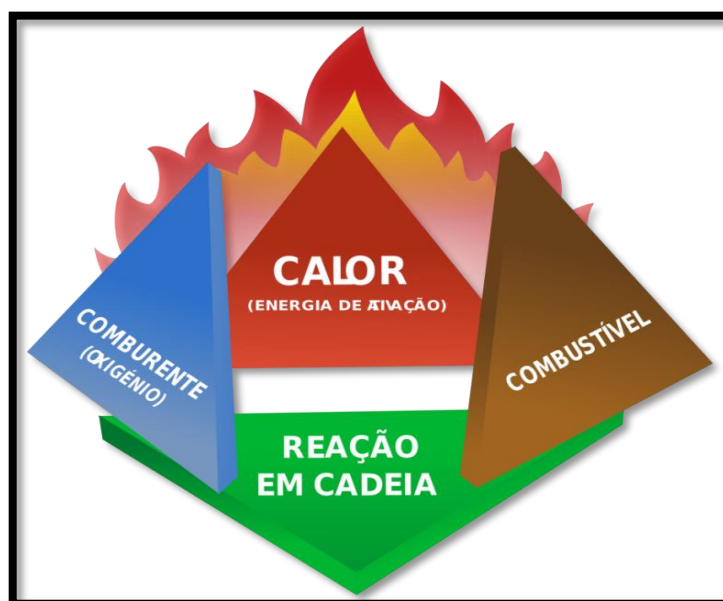 CALOR
(ENERGIA DE ATIVAÇÃO)
COMBURENTE
(OXIGÉNIO)
COMBUSTÍVEL
REAÇÃO
EM CADEIA